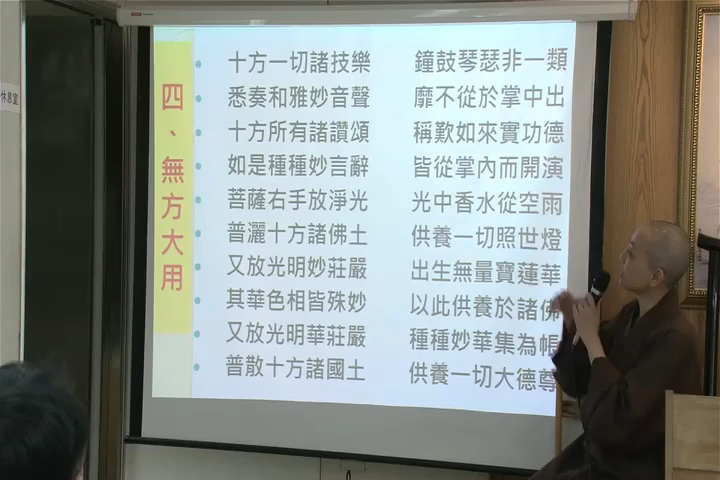 休息室
四、無方大用
十方一切諸技樂 鐘鼓琴瑟非一類
悉奏和雅妙音聲 靡不從於掌中出
十方所有諸讚頌 稱歎如來實功德
如是種種妙言辭 皆從掌內而開演
菩薩右手放淨光 光中香水從空雨
普灑十方諸佛土 供養一切照世燈
又放光明妙莊嚴 出生無量寶蓮華
其華色相皆殊妙 以此供養於諸佛
又放光明華莊嚴 種種妙華集為帳
普散十方諸國土 供養一切大德尊